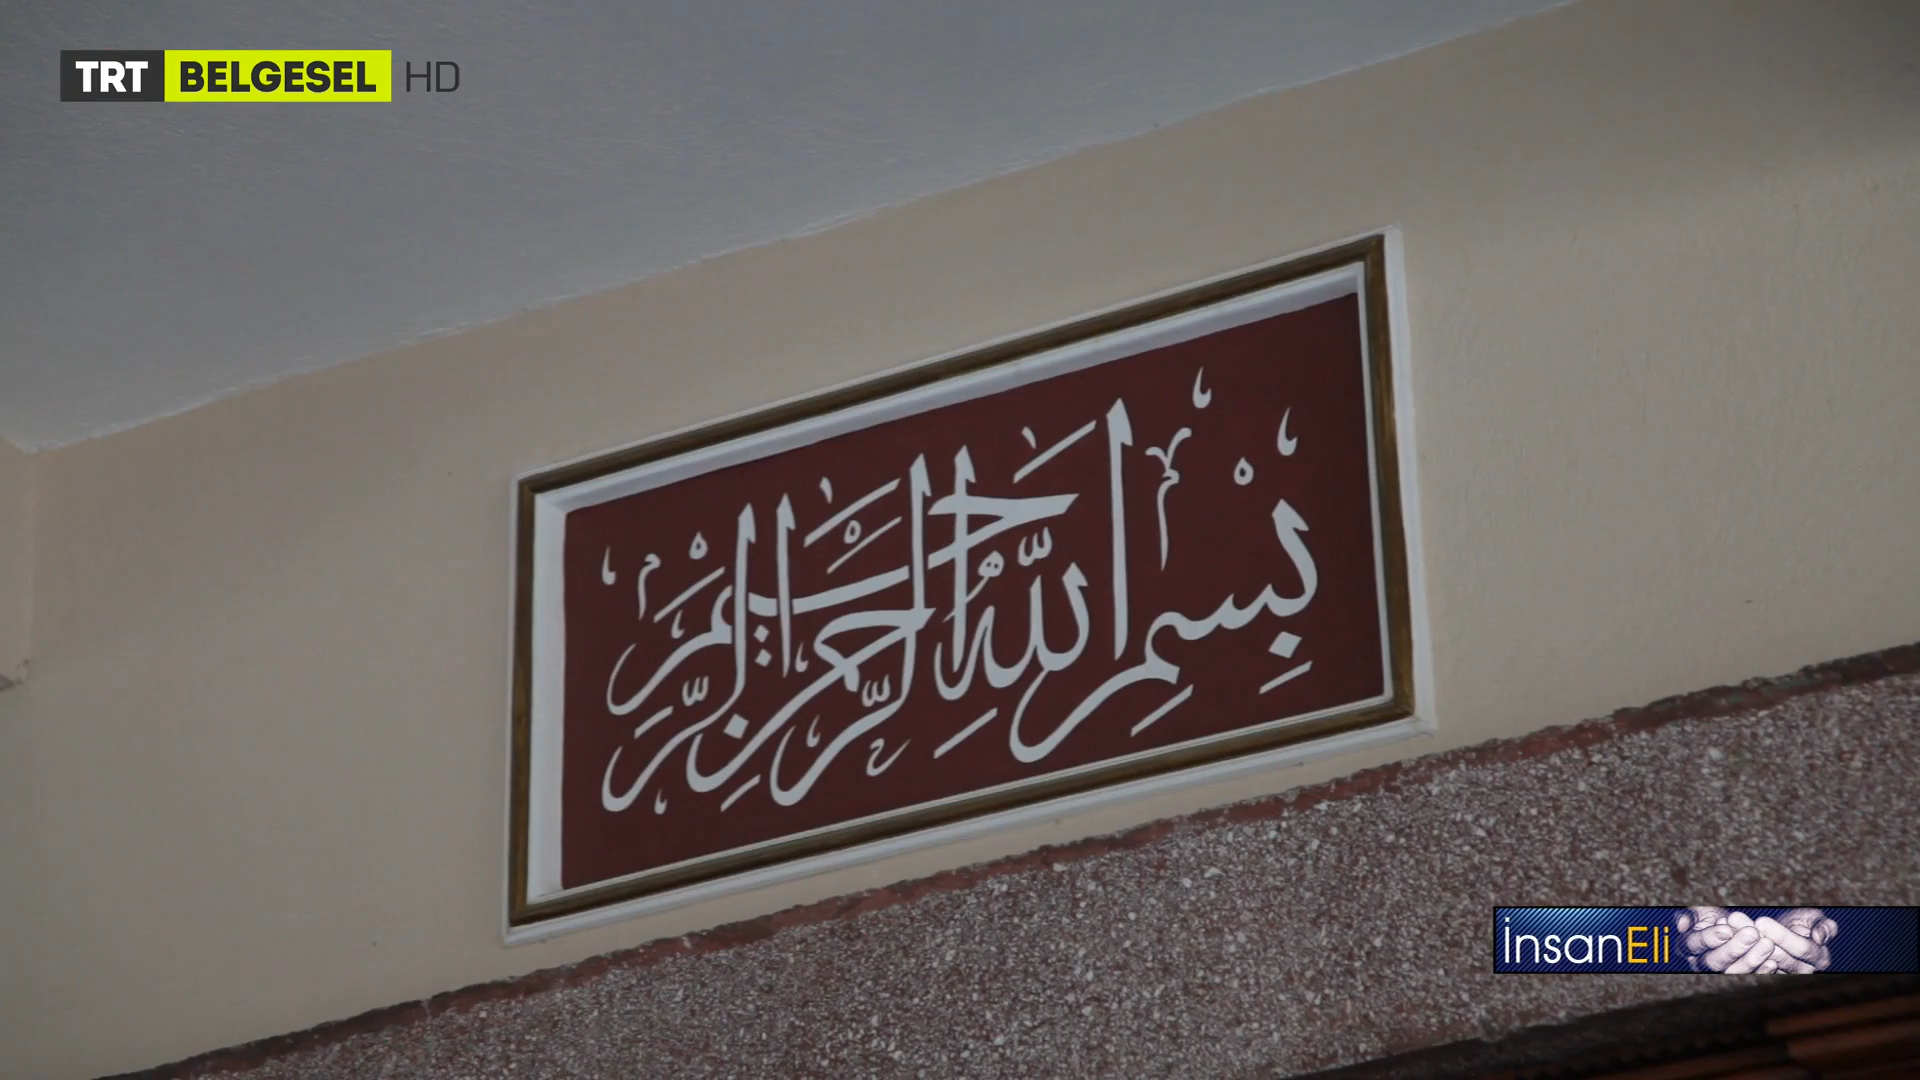 TRT BELGESEL HD
بِسْمِ اللّٰهِ الرَّحْمٰنِ الرَّحِيمِ
İnsanEli